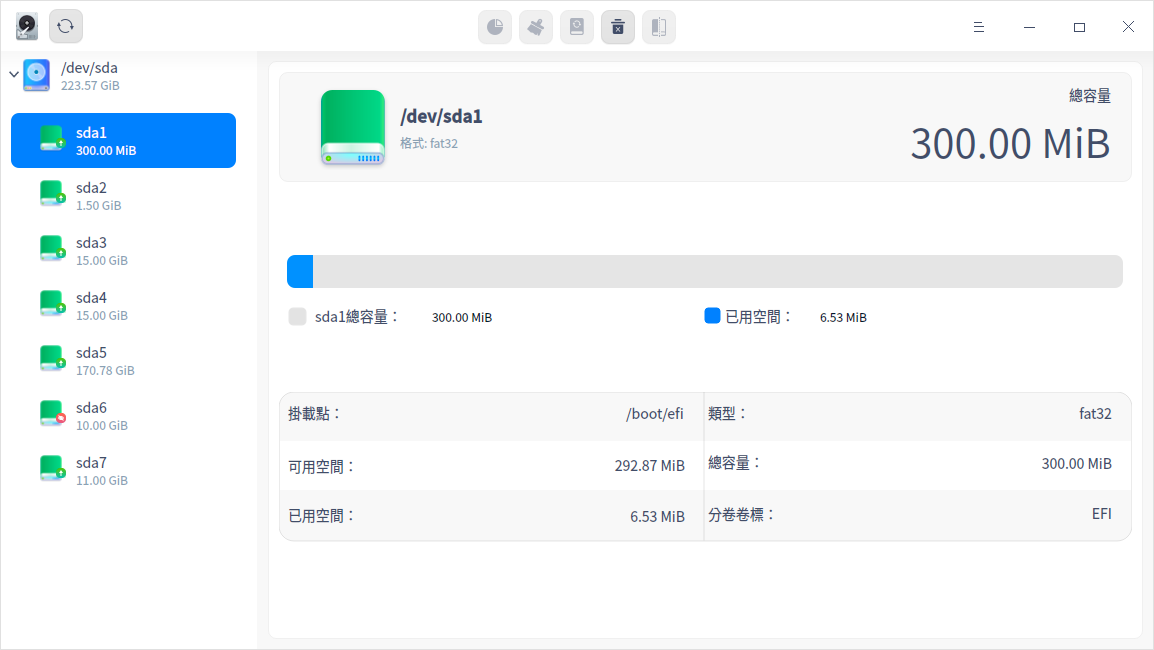 /dev/sda
223.57 GiB
sda1
300.00 MiB
sda2
1.50 GiB
sda3
15.00 GiB
sda4
15.00 GiB
sda5
170.78 GiB
sda6
10.00 GiB
sda7
11.00 GiB
/dev/sda1
格式: fat32
總容量
300.00 MiB
sda1總容量： 300.00 MiB 已用空間： 6.53 MiB
掛載點： /boot/efi 類型： fat32
可用空間： 292.87 MiB 總容量： 300.00 MiB
已用空間： 6.53 MiB 分卷卷標： EFI